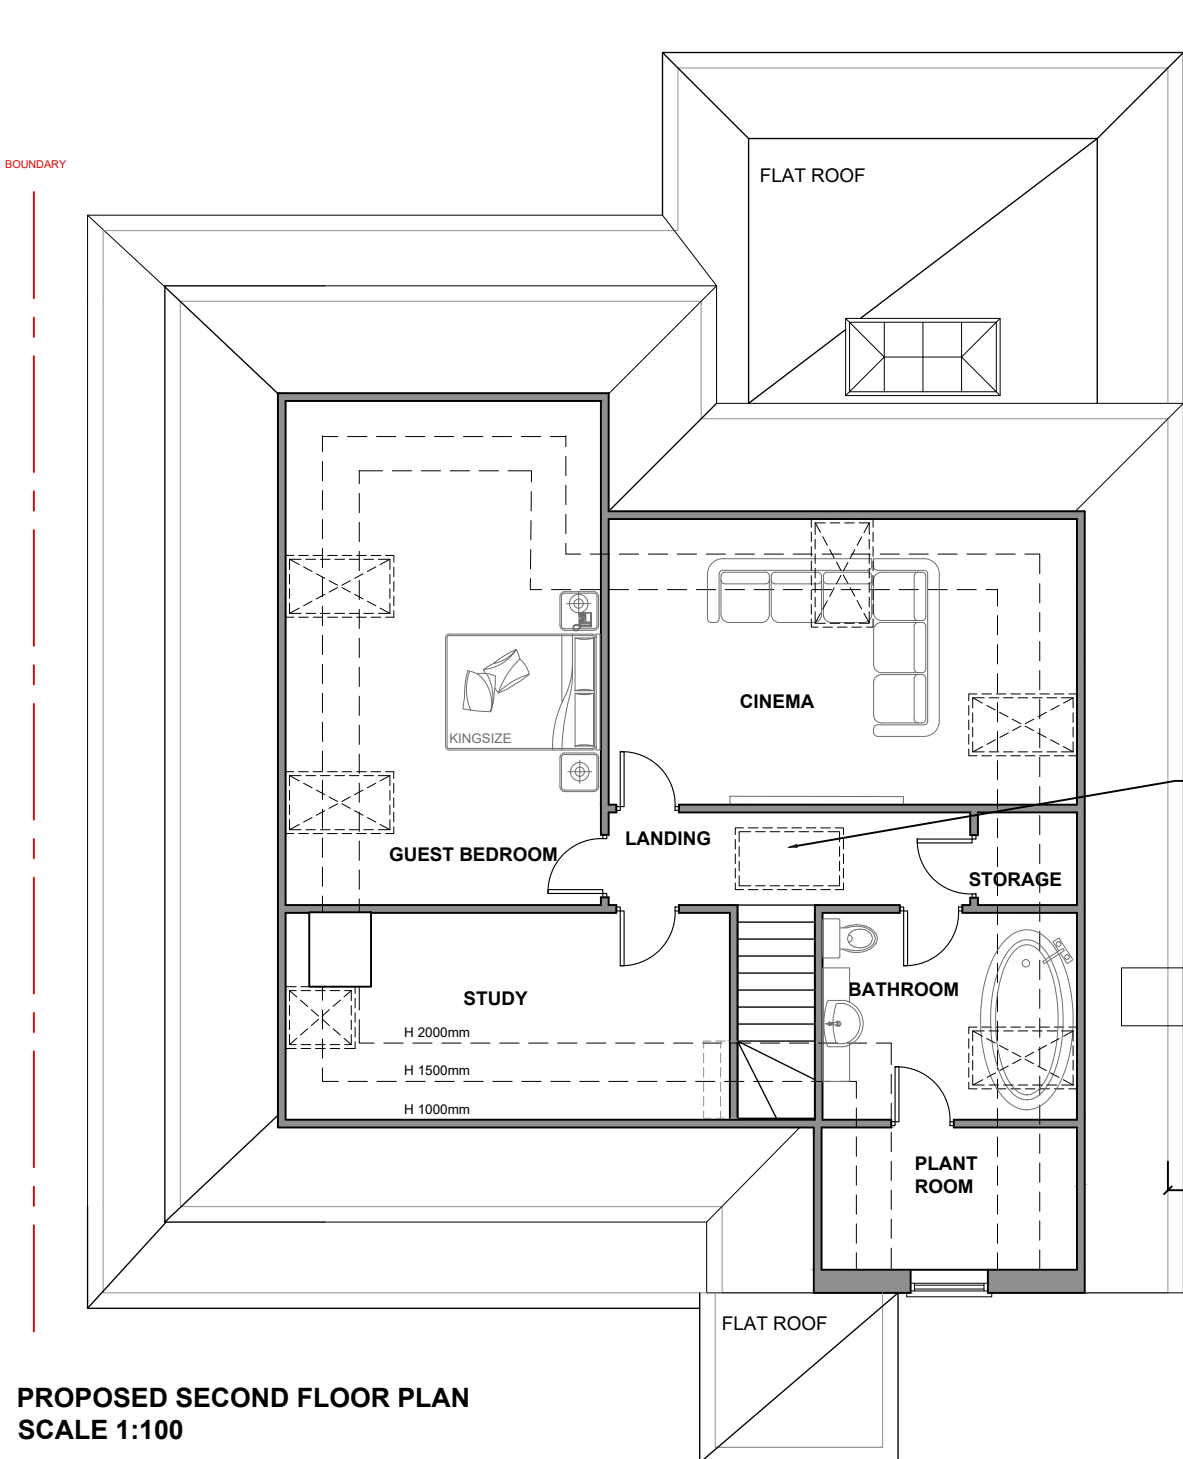 BOUNDARY
FLAT ROOF
KINGSIZE
CINEMA
LANDING
GUEST BEDROOM
STORAGE
STUDY
BATHROOM
H 2000mm
H 1500mm
H 1000mm
PLANT
ROOM
FLAT ROOF
PROPOSED SECOND FLOOR PLAN
SCALE 1:100